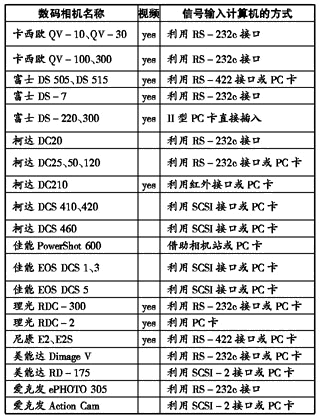 数码相机名称 视频 信号输入计算机的方式
卡西欧 QV-10、QV-30 yes 利用 RS-232c 接口
卡西欧 QV-100、300 yes 利用 RS-232c 接口
富士 DS 505、DS 515 yes 利用 RS-422 接口或 PC 卡
富士 DS-7 yes 利用 RS-232c 接口
富士 DS-220、300 yes II 型 PC 卡直接插入
柯达 DC20 利用 RS-232c 接口
柯达 DC25、50、120 利用 RS-232c 接口或 PC 卡
柯达 DC210 yes 利用红外接口或 PC 卡
柯达 DCS 410、420 利用 SCSI 接口或 PC 卡
柯达 DCS 460 利用 SCSI 接口或 PC 卡
佳能 PowerShot 600 借助相机站或 PC 卡
佳能 EOS DCS 1、3 利用 SCSI 接口或 PC 卡
佳能 EOS DCS 5 利用 SCSI 接口或 PC 卡
理光 RDC-300 yes 利用 RS-232c 接口或 PC 卡
理光 RDC-2 yes 利用 PC 卡
尼康 E2、E2S yes 利用 RS-422 接口或 PC 卡
美能达 Dimage V 利用 RS-232c 接口或 PC 卡
美能达 RD-175 利用 SCSI-2 接口或 PC 卡
爱克发 ePHOTO 305 利用 RS-232c 接口
爱克发 Action Cam 利用 SCSI-2 接口或 PC 卡